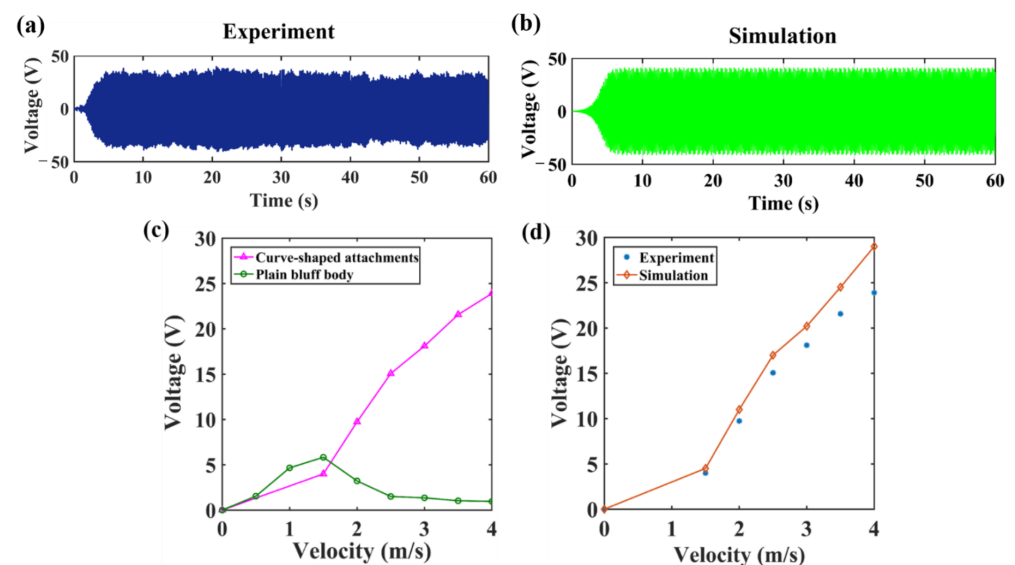 (a)
Experiment
Voltage (V)
50
0
−50
0 10 20 30 40 50 60
Time (s)
(b)
Simulation
Voltage (V)
50
0
-50
0 10 20 30 40 50 60
Time (s)
(c)
Voltage (V)
30
25
20
15
10
5
0
Curve-shaped attachments
Plain bluff body
0 1 2 3 4
Velocity (m/s)
(d)
Voltage (V)
30
25
20
15
10
5
0
Experiment
Simulation
0 1 2 3 4
Velocity (m/s)